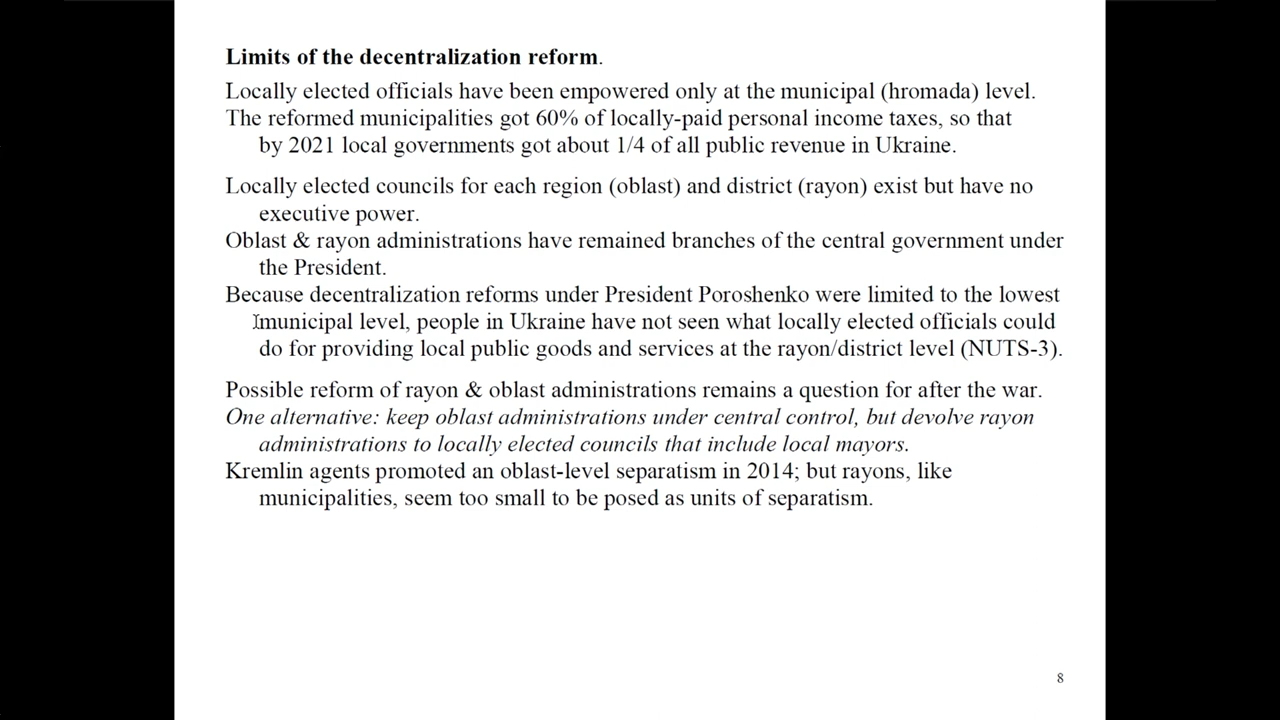 Limits of the decentralization reform.
Locally elected officials have been empowered only at the municipal (hromada) level.
The reformed municipalities got 60% of locally-paid personal income taxes, so that
by 2021 local governments got about 1/4 of all public revenue in Ukraine.
Locally elected councils for each region (oblast) and district (rayon) exist but have no
executive power.
Oblast & rayon administrations have remained branches of the central government under
the President.
Because decentralization reforms under President Poroshenko were limited to the lowest
municipal level, people in Ukraine have not seen what locally elected officials could
do for providing local public goods and services at the rayon/district level (NUTS-3).
Possible reform of rayon & oblast administrations remains a question for after the war.
One alternative: keep oblast administrations under central control, but devolve rayon
administrations to locally elected councils that include local mayors.
Kremlin agents promoted an oblast-level separatism in 2014; but rayons, like
municipalities, seem too small to be posed as units of separatism.
8